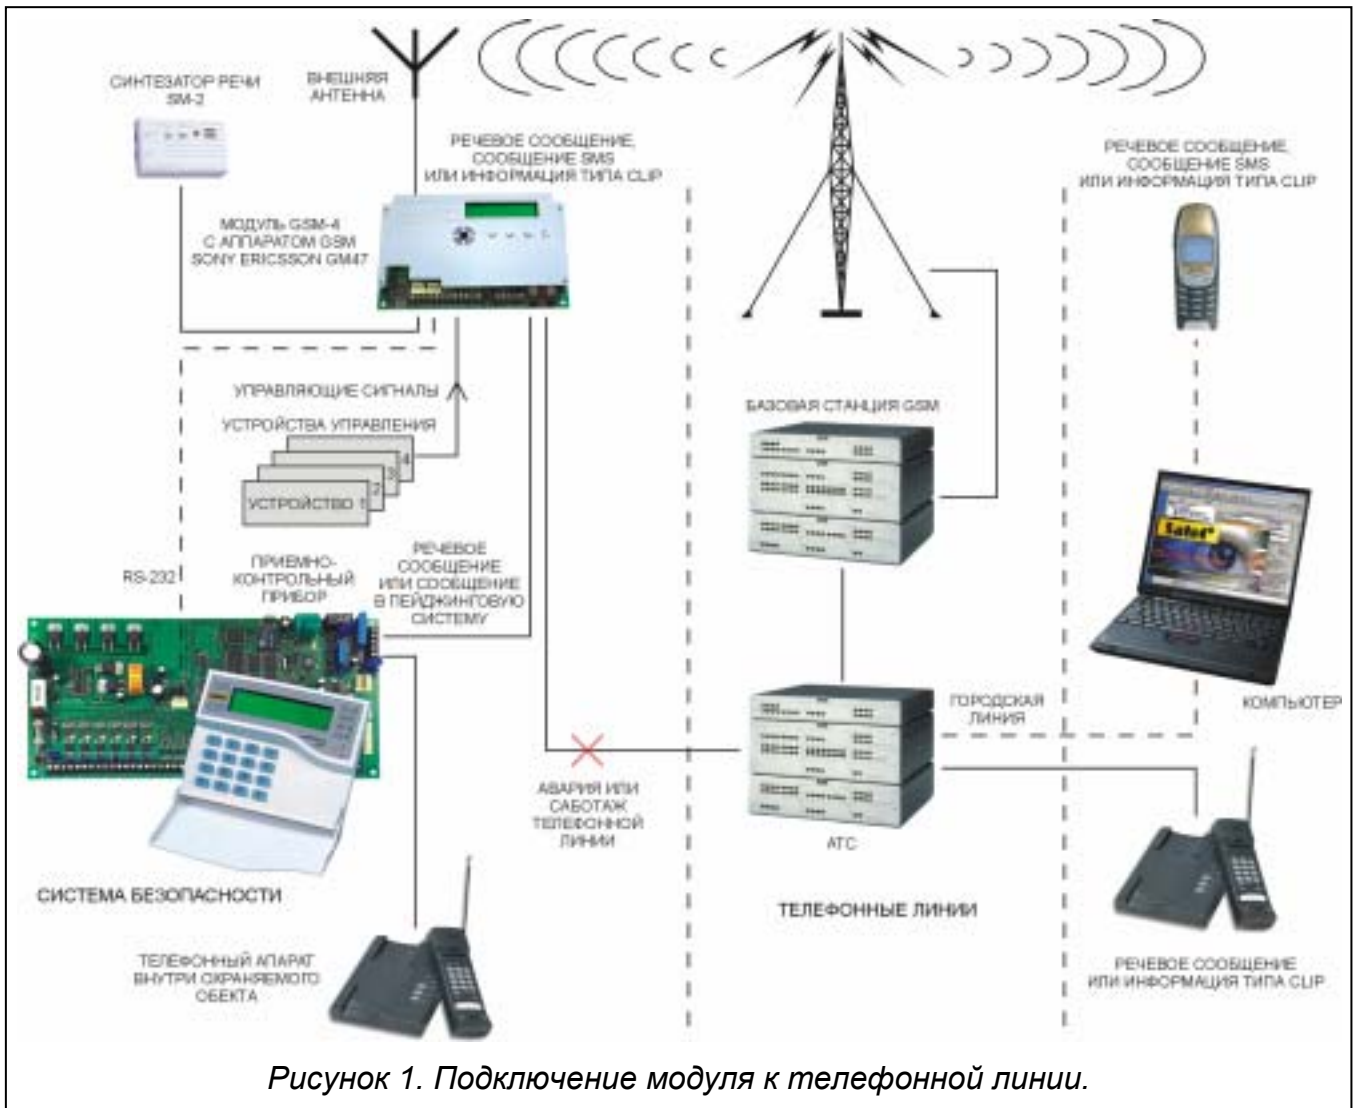 СИНТЕЗАТОР РЕЧИ
SM-2
ВНЕШНЯЯ
АНТЕННА
РЕЧЕВОЕ СООБЩЕНИЕ,
СООБЩЕНИЕ SMS
ИЛИ ИНФОРМАЦИЯ ТИПА CLIP
РЕЧЕВОЕ СООБЩЕНИЕ,
СООБЩЕНИЕ SMS
ИЛИ ИНФОРМАЦИЯ ТИПА CLIP
МОДУЛЬ GSM-4
С АППАРАТОМ GSM
SONY ERICSSON GM47
УПРАВЛЯЮЩИЕ СИГНАЛЫ
УСТРОЙСТВА УПРАВЛЕНИЯ
4
3
2
УСТРОЙСТВО 1
БАЗОВАЯ СТАНЦИЯ GSM
Satel
RS-232
ПРИЕМНО-
КОНТРОЛЬНЫЙ
ПРИБОР
РЕЧЕВОЕ
СООБЩЕНИЕ
ИЛИ СООБЩЕНИЕ
В ПЕЙДЖИНГОВУЮ
СИСТЕМУ
ГОРОДСКАЯ
ЛИНИЯ
КОМПЬЮТЕР
АВАРИЯ ИЛИ
САБОТАЖ
ТЕЛЕФОННОЙ
ЛИНИИ
АТС
СИСТЕМА БЕЗОПАСНОСТИ
ТЕЛЕФОННЫЕ ЛИНИИ
ТЕЛЕФОННЫЙ АПАРАТ
ВНУТРИ ОХРАНЯЕМОГО
ОБЕКТА
РЕЧЕВОЕ СООБЩЕНИЕ
ИЛИ ИНФОРМАЦИЯ ТИПА CLIP
Рисунок 1. Подключение модуля к телефонной линии.